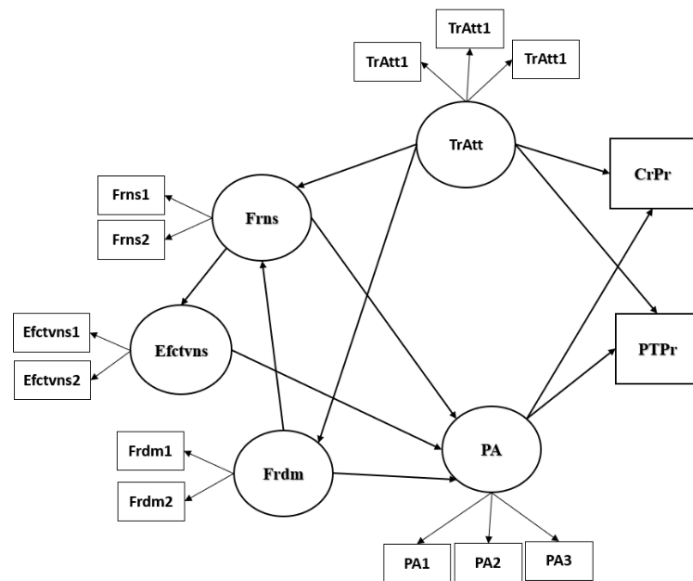 TrAtt1
TrAtt1
TrAtt1
TrAtt
CrPr
Frns1
Frns
Frns2
Efctvns1
Efctvns
PTPr
Efctvns2
Frdm1
PA
Frdm
Frdm2
PA1
PA2
PA3